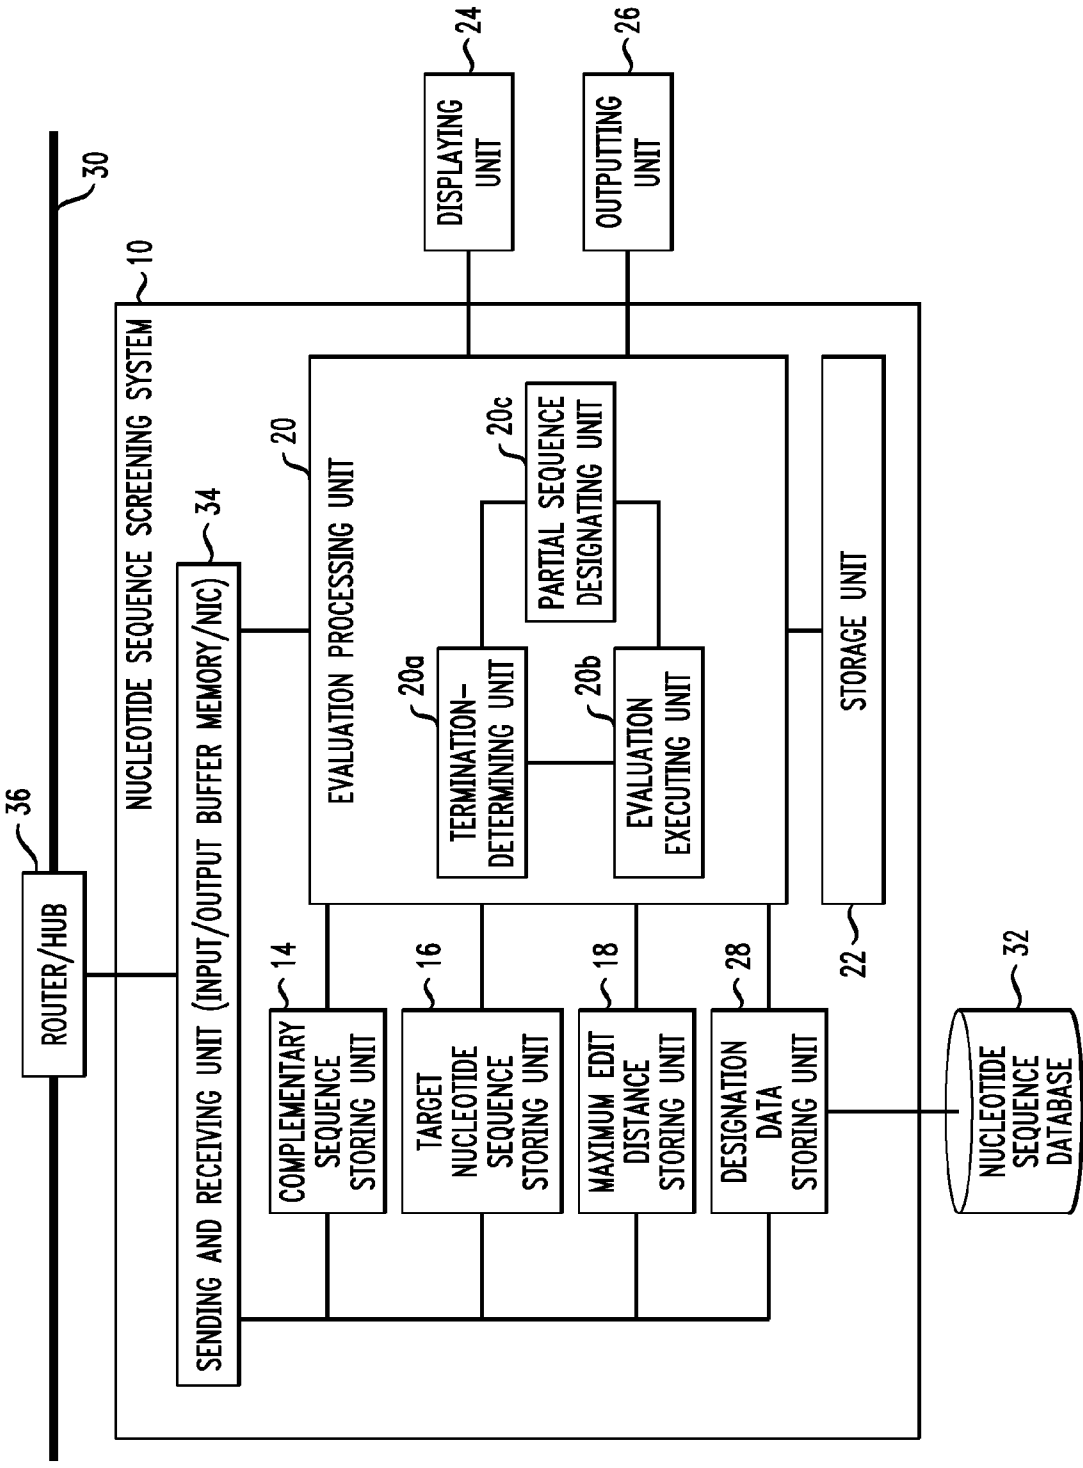 36
ROUTER/HUB
30
10
NUCLEOTIDE SEQUENCE SCREENING SYSTEM
34
SENDING AND RECEIVING UNIT (INPUT/OUTPUT BUFFER MEMORY/NIC)
14
COMPLEMENTARY
SEQUENCE
STORING UNIT
16
TARGET
NUCLEOTIDE
SEQUENCE
STORING UNIT
18
MAXIMUM EDIT
DISTANCE
STORING UNIT
28
DESIGNATION
DATA
STORING UNIT
20
EVALUATION PROCESSING UNIT
20a
TERMINATION-
DETERMINING UNIT
20b
EVALUATION
EXECUTING UNIT
20c
PARTIAL SEQUENCE
DESIGNATING UNIT
22
STORAGE UNIT
24
DISPLAYING
UNIT
26
OUTPUTTING
UNIT
32
NUCLEOTIDE
SEQUENCE
DATABASE